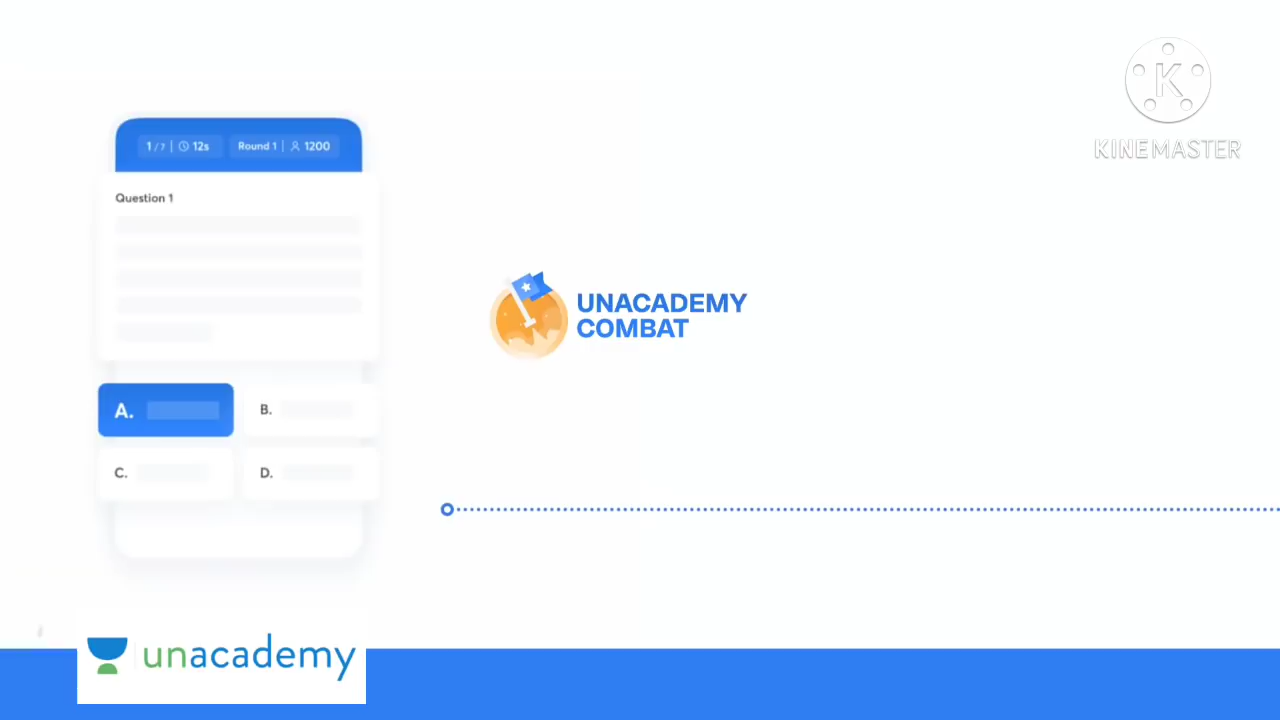 K
KINEMASTER
1 / 7 | 12s Round 1 | 1200
Question 1
UNACADEMY
COMBAT
A. B.
C. D.
unacademy